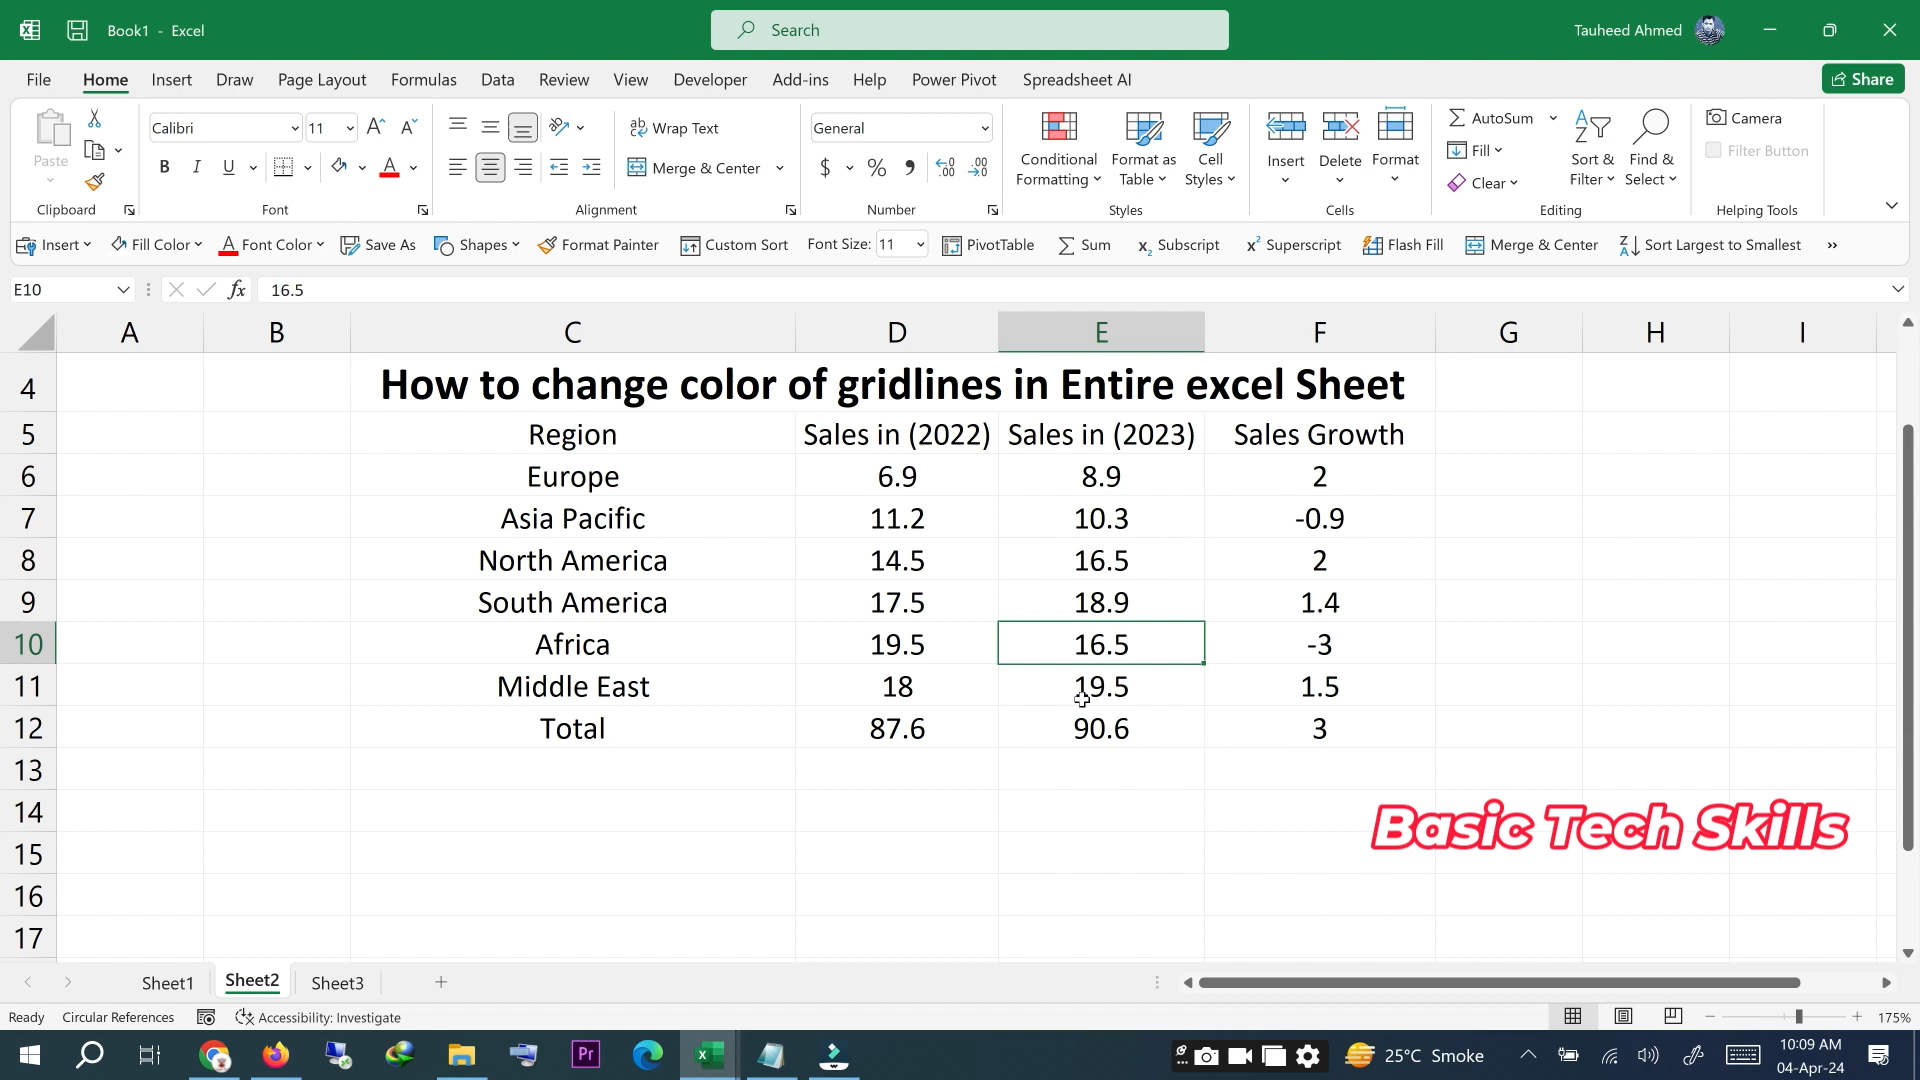 Book1 - Excel
Search
Tauheed Ahmed
File Home Insert Draw Page Layout Formulas Data Review View Developer Add-ins Help Power Pivot Spreadsheet AI Share
Paste
Clipboard
Calibri 11
B I U
Font
Wrap Text
Merge & Center
Alignment
General
$ %
Number
Conditional Formatting
Format as Table
Cell Styles
Styles
Insert Delete Format
Cells
AutoSum
Fill
Clear
Sort & Filter
Find & Select
Editing
Camera
Filter Button
Helping Tools
Insert Fill Color Font Color Save As Shapes Format Painter Custom Sort Font Size: 11 PivotTable Sum Subscript Superscript Flash Fill Merge & Center Sort Largest to Smallest
E10 fx 16.5
A B C D E F G H I
4 How to change color of gridlines in Entire excel Sheet
5 Region Sales in (2022) Sales in (2023) Sales Growth
6 Europe 6.9 8.9 2
7 Asia Pacific 11.2 10.3 -0.9
8 North America 14.5 16.5 2
9 South America 17.5 18.9 1.4
10 Africa 19.5 16.5 -3
11 Middle East 18 19.5 1.5
12 Total 87.6 90.6 3
13
14
Basic Tech Skills
15
16
17
Sheet1 Sheet2 Sheet3
Ready Circular References Accessibility: Investigate 175%
Pr
25°C Smoke
10:09 AM
04-Apr-24